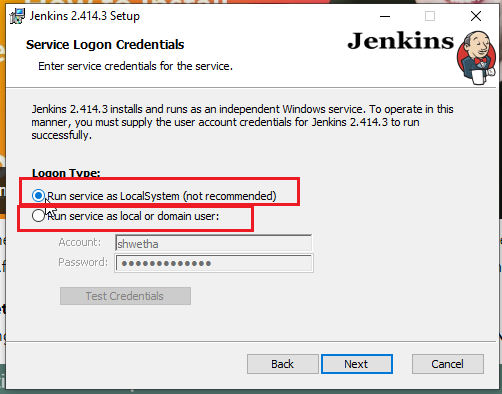 Jenkins 2.414.3 Setup
Service Logon Credentials
Enter service credentials for the service.
Jenkins
Jenkins 2.414.3 installs and runs as an independent Windows service. To operate in this
manner, you must supply the user account credentials for Jenkins 2.414.3 to run
successfully.
Logon Type:
Run service as LocalSystem (not recommended)
Run service as local or domain user:
Account: shwetha
Password: •••••••••••••
Test Credentials
Back Next Cancel